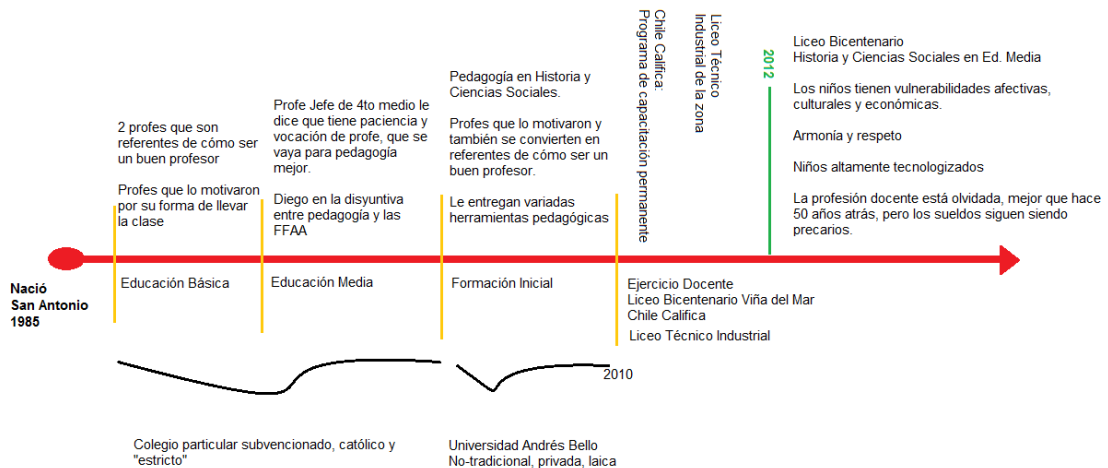 2 profes que son
referentes de cómo ser
un buen profesor
Profes que lo motivaron
por su forma de llevar
la clase
Profe Jefe de 4to medio le
dice que tiene paciencia y
vocación de profe, que se
vaya para pedagogía
mejor.
Diego en la disyuntiva
entre pedagogía y las
FFAA
Pedagogía en Historia y
Ciencias Sociales.
Profes que lo motivaron y
también se convierten en
referentes de cómo ser un
buen profesor.
Le entregan variadas
herramientas pedagógicas
Chile Califica:
Programa de capacitación permanente
Liceo Técnico
Industrial de la zona
2012
Liceo Bicentenario
Historia y Ciencias Sociales en Ed. Media
Los niños tienen vulnerabilidades afectivas,
culturales y económicas.
Armonía y respeto
Niños altamente tecnologizados
La profesión docente está olvidada, mejor que hace
50 años atrás, pero los sueldos siguen siendo
precarios.
Nació
San Antonio
1985
Educación Básica
Educación Media
Formación Inicial
Ejercicio Docente
Liceo Bicentenario Viña del Mar
Chile Califica
Liceo Técnico Industrial
2010
Colegio particular subvencionado, católico y
"estricto"
Universidad Andrés Bello
No-tradicional, privada, laica